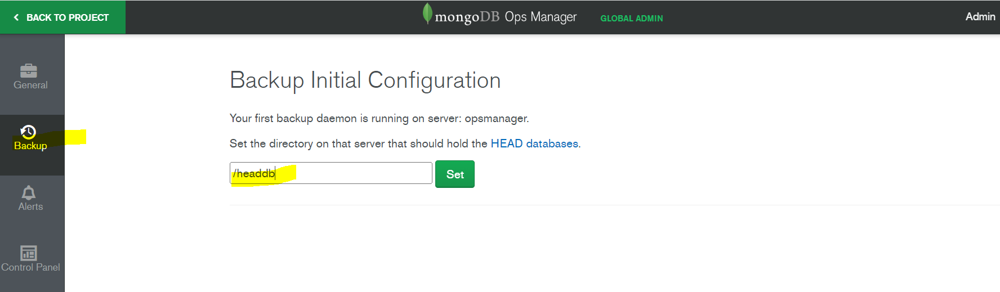 BACK TO PROJECT
mongoDB Ops Manager
GLOBAL ADMIN
Admin
General
Backup
Alerts
Control Panel
Backup Initial Configuration
Your first backup daemon is running on server: opsmanager.
Set the directory on that server that should hold the HEAD databases.
/headdb
Set